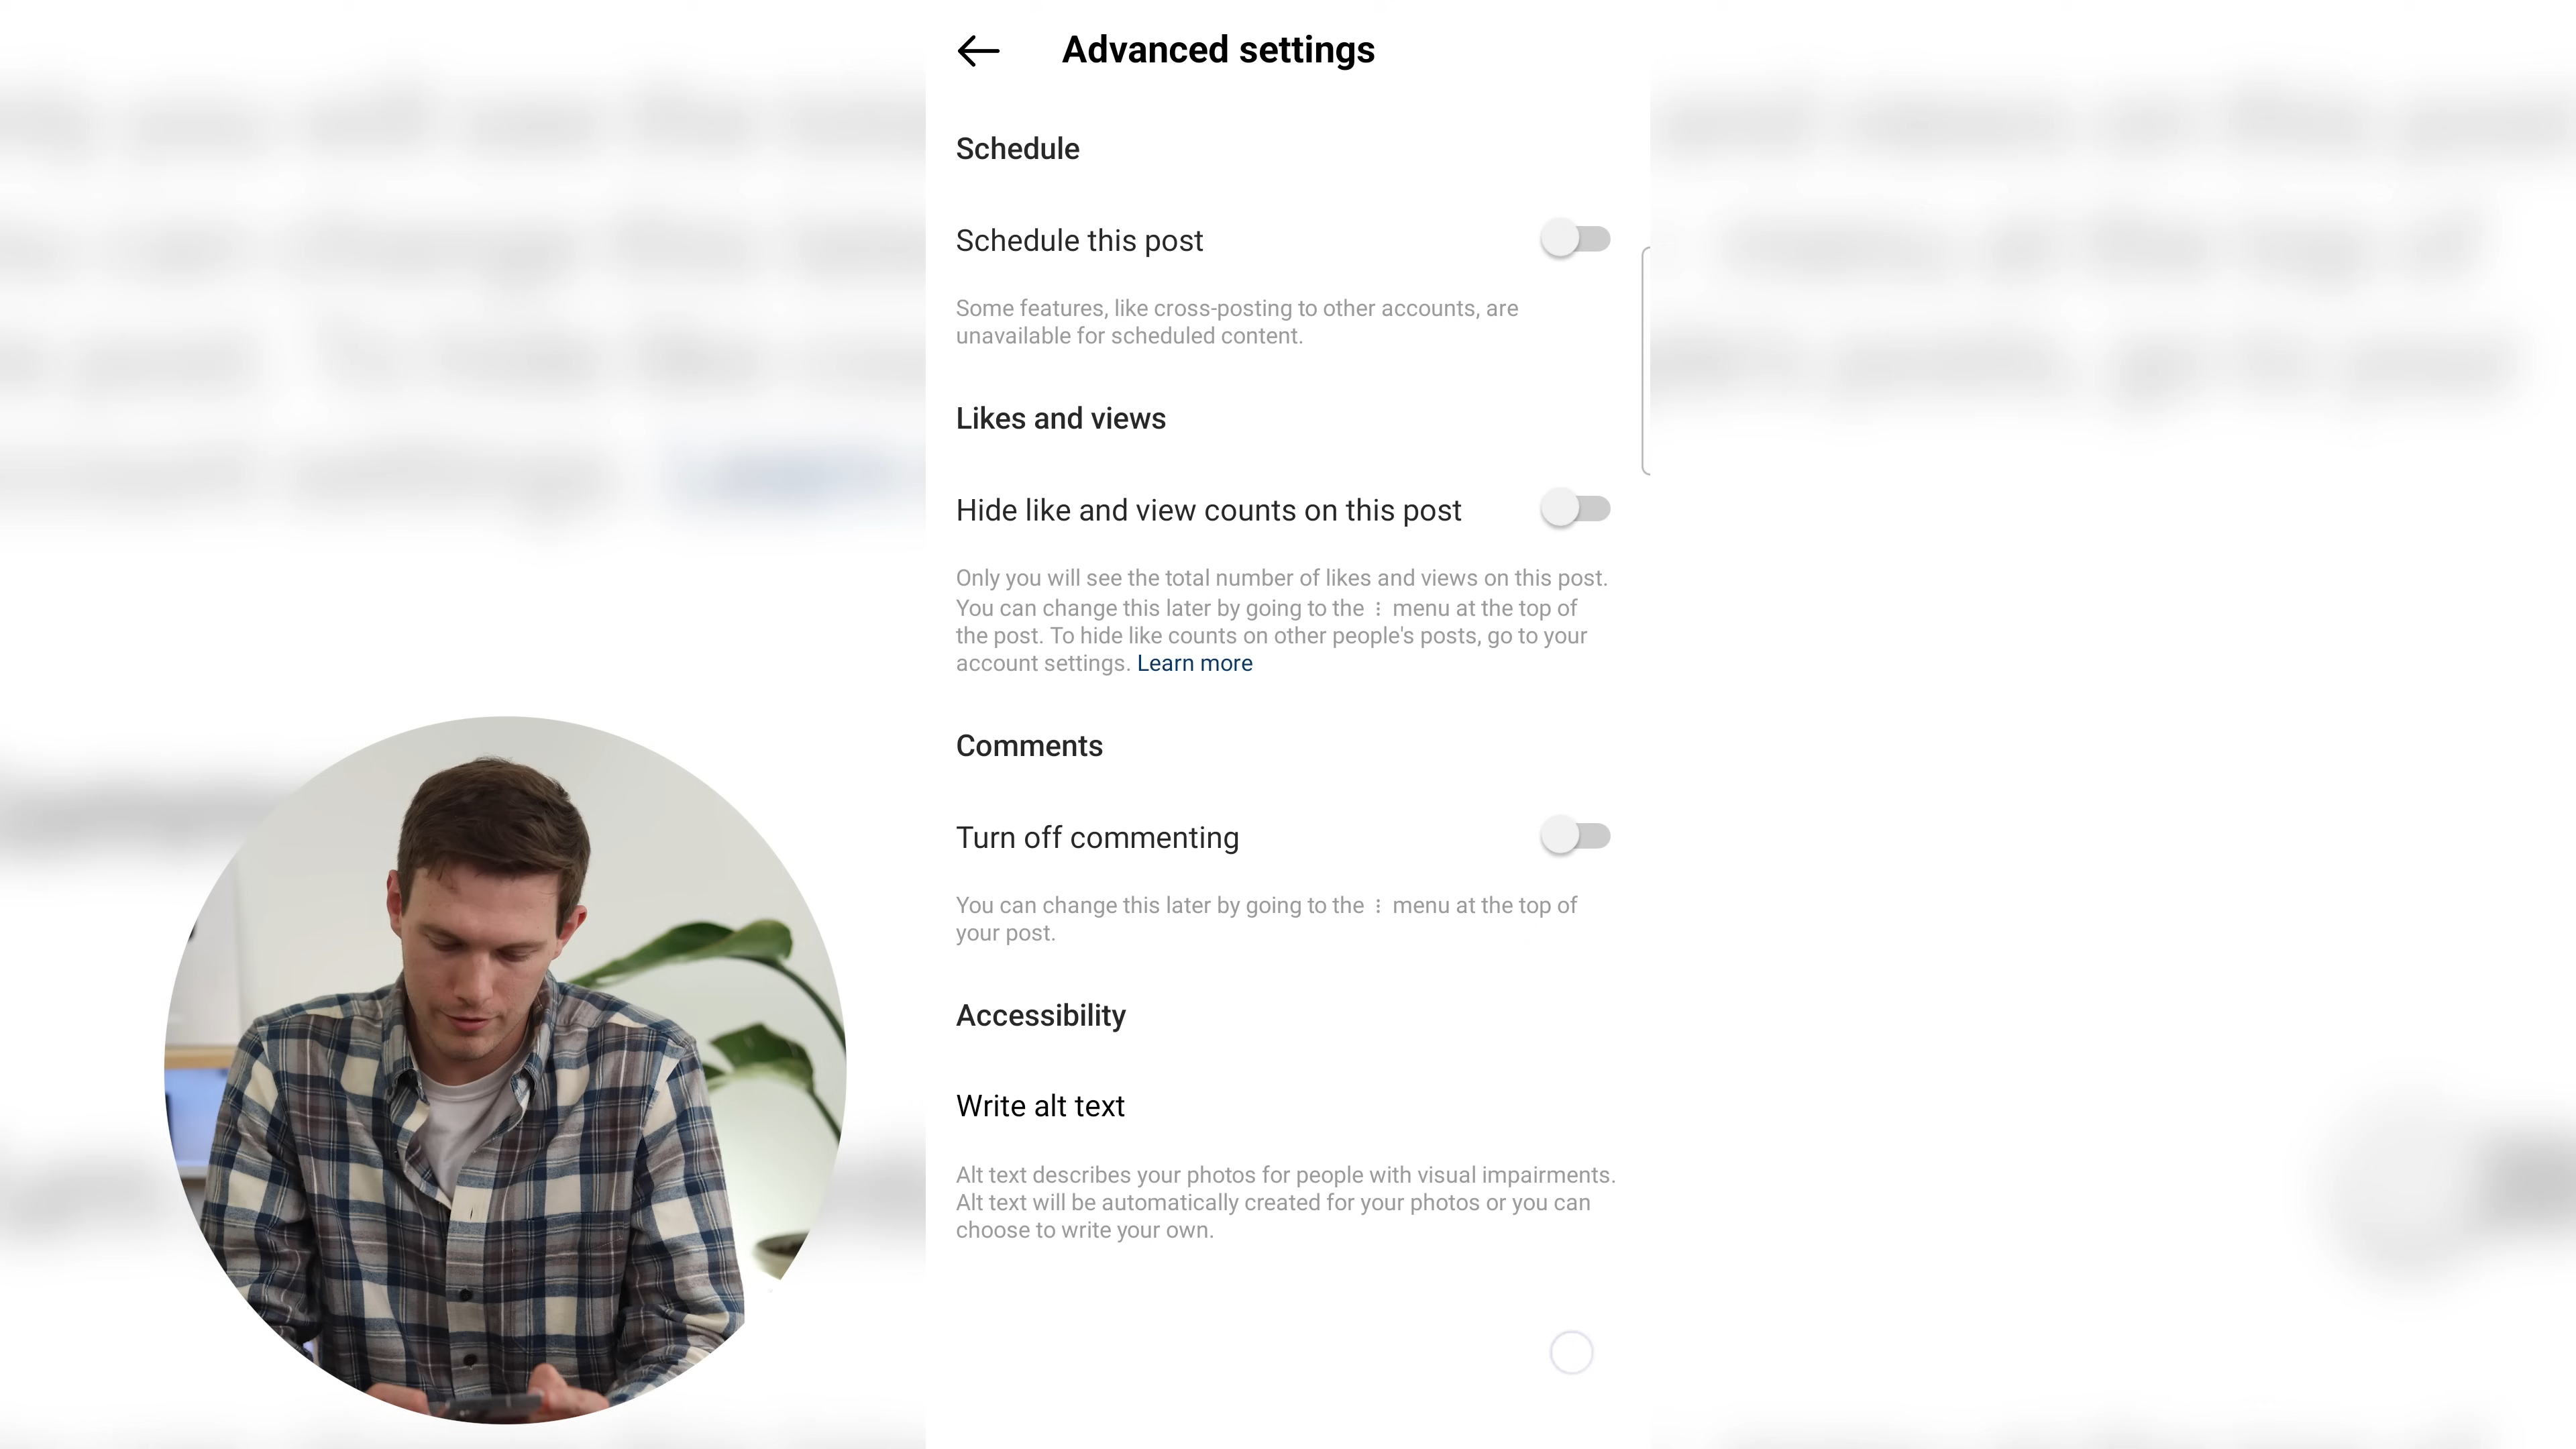 Advanced settings
Schedule
Schedule this post
Some features, like cross-posting to other accounts, are
unavailable for scheduled content.
Likes and views
Hide like and view counts on this post
Only you will see the total number of likes and views on this post.
You can change this later by going to the ⋮ menu at the top of
the post. To hide like counts on other people's posts, go to your
account settings. Learn more
Comments
Turn off commenting
You can change this later by going to the ⋮ menu at the top of
your post.
Accessibility
Write alt text
Alt text describes your photos for people with visual impairments.
Alt text will be automatically created for your photos or you can
choose to write your own.